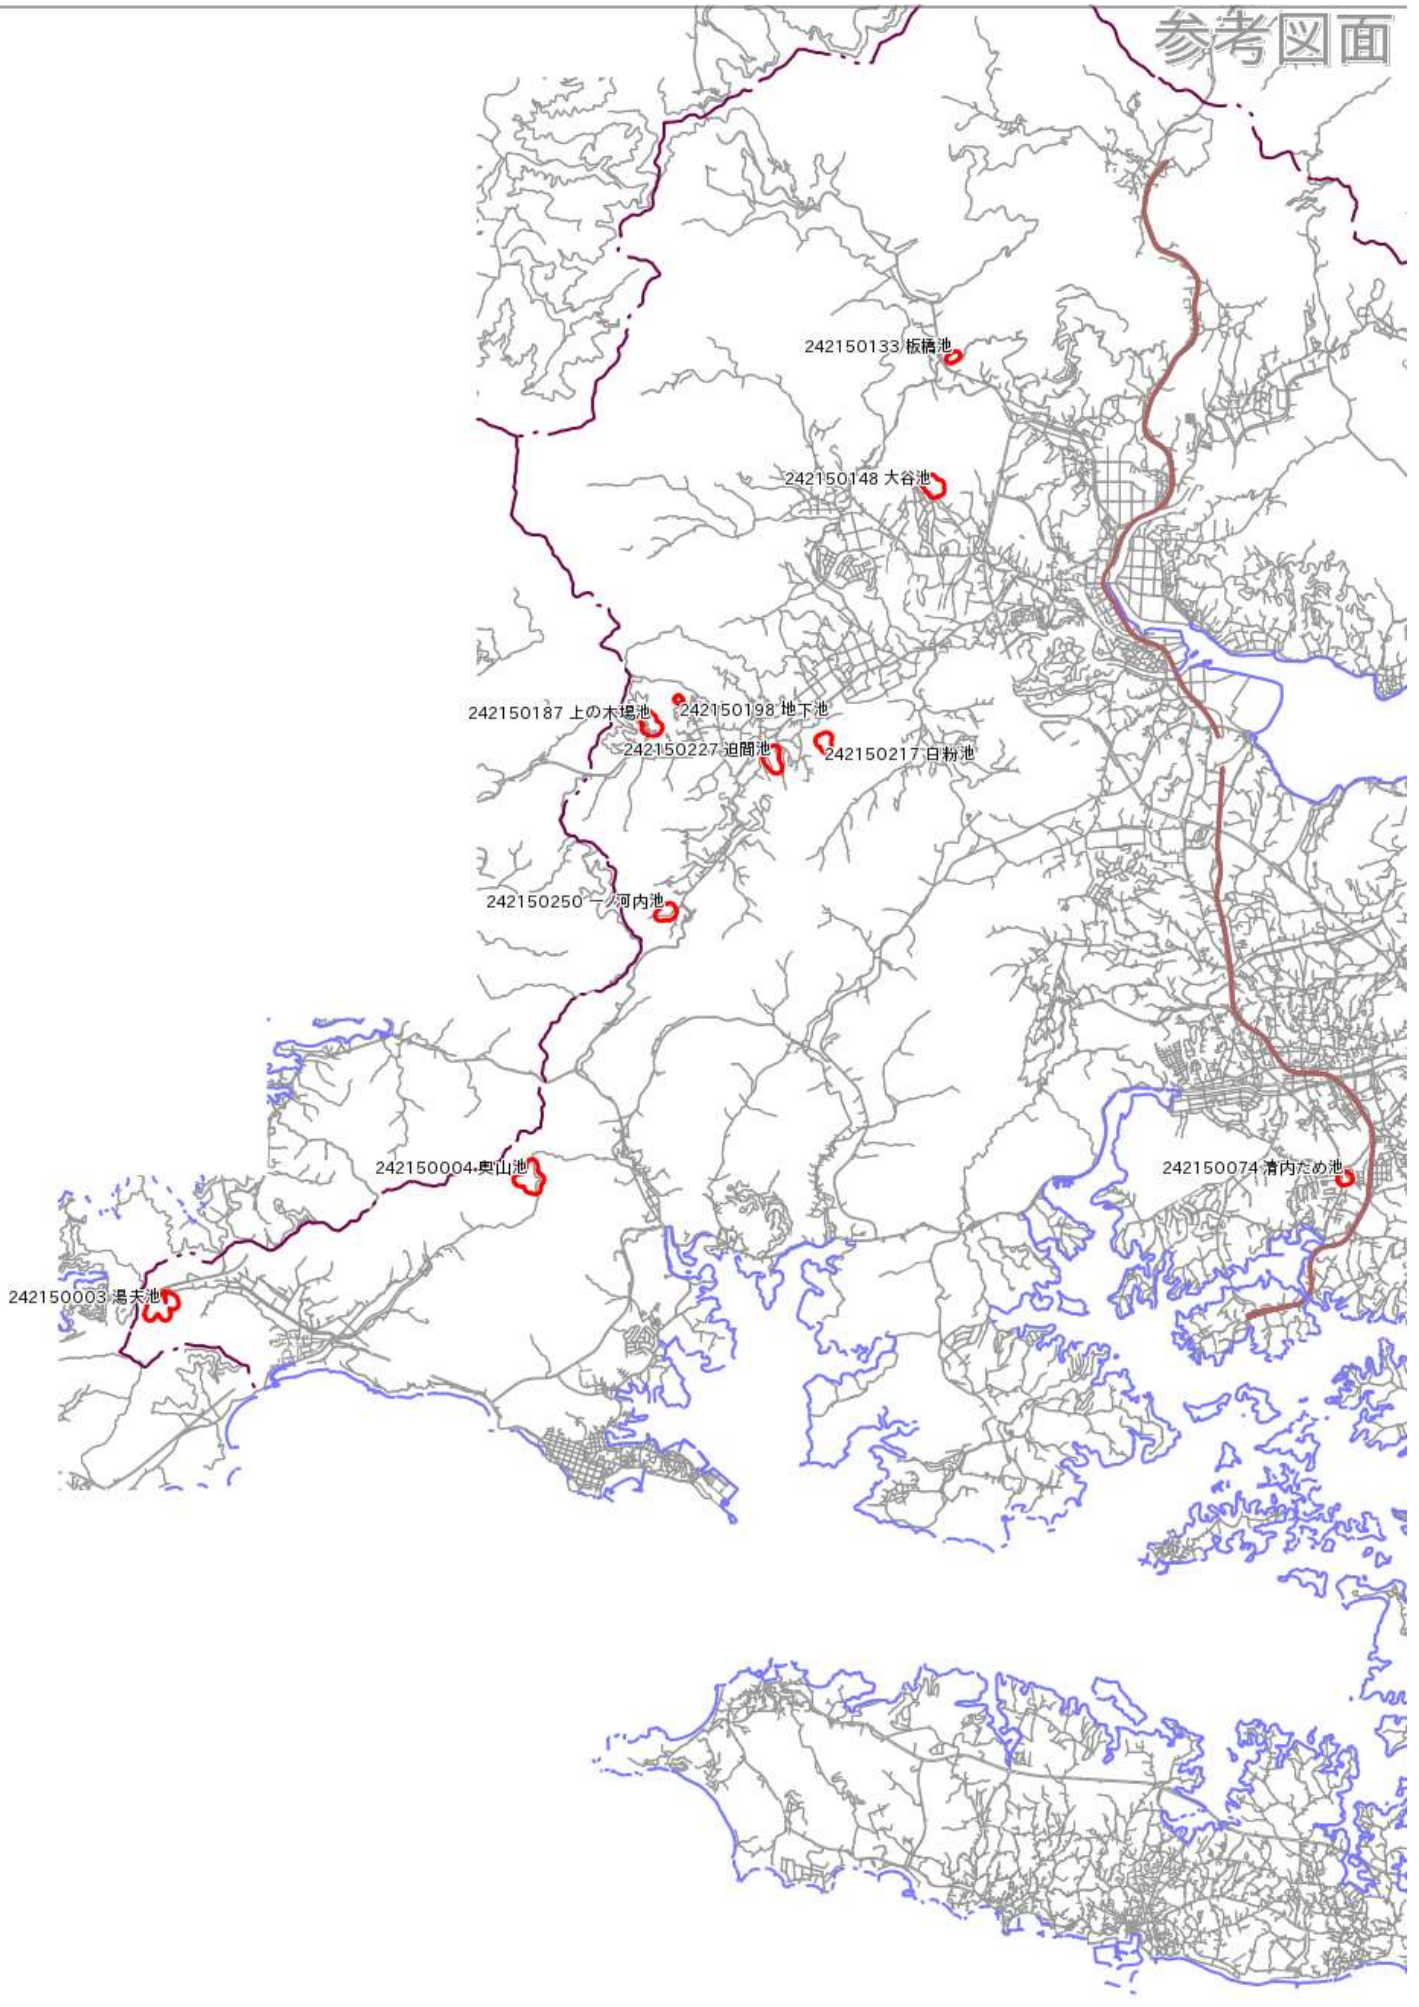 参考図面
242150133 板橋池
242150148 大谷池
242150187 上の木場池
242150198 地下池
242150227 迫間池
242150217 白粉池
242150250 一ノ河内池
242150004 奥山池
242150074 清内ため池
242150003 湯夫池